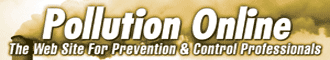 Pollution Online
The Web Site For Prevention & Control Professionals